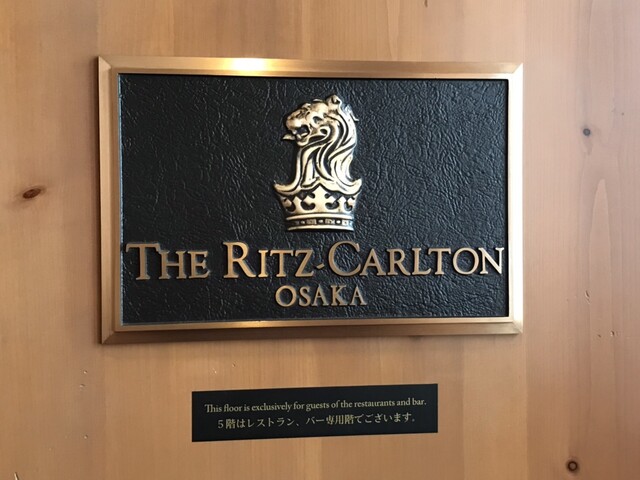 THE RITZ-CARLTON
OSAKA
This floor is exclusively for guests of the restaurants and bar.
5階はレストラン、バー専用階でございます。